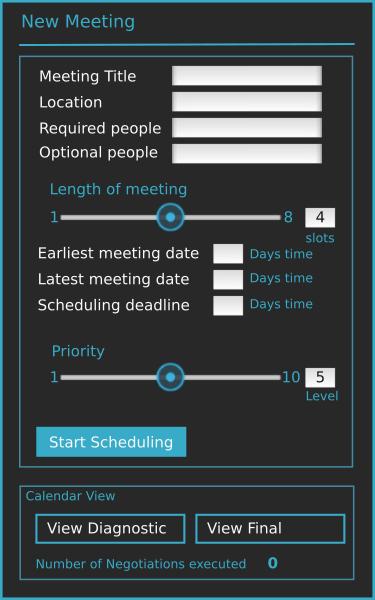 New Meeting
Meeting Title
Location
Required people
Optional people
Length of meeting
1 8 4
slots
Earliest meeting date Days time
Latest meeting date Days time
Scheduling deadline Days time
Priority
1 10 5
Level
Start Scheduling
Calendar View
View Diagnostic View Final
Number of Negotiations executed 0